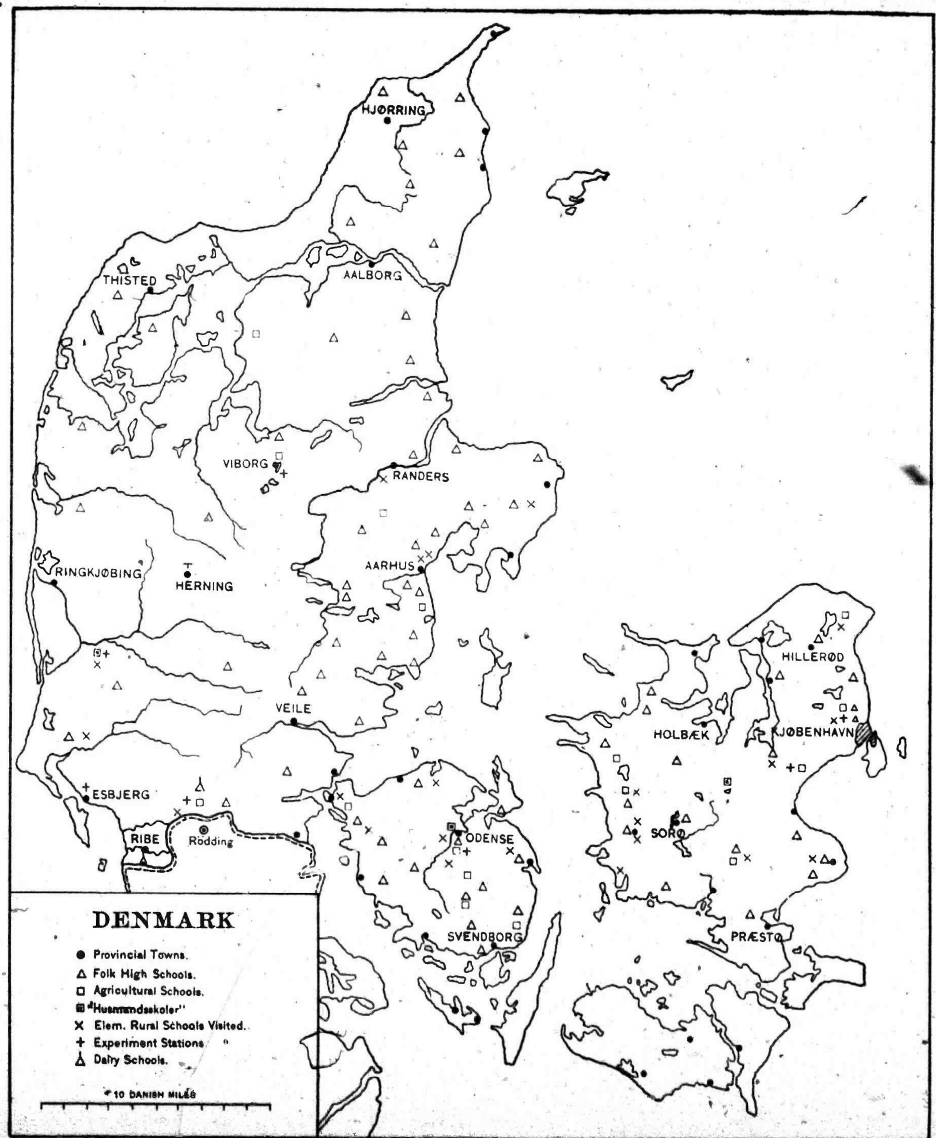 HJØRRING
THISTED
AALBORG
VIBORG
RANDERS
AARHUS
RINGKJØBING
HERNING
HILLERØD
VEILE
HOLBÆK
KJØBENHAVN
ESBJERG
SORØ
ODENSE
RIBE
Rødding
SVENDBORG
PRÆSTØ
DENMARK
Provincial Towns.
Folk High Schools.
Agricultural Schools.
"Husmandsskoler"
Elem. Rural Schools Visited.
Experiment Stations
Dairy Schools.
10 DANISH MILES